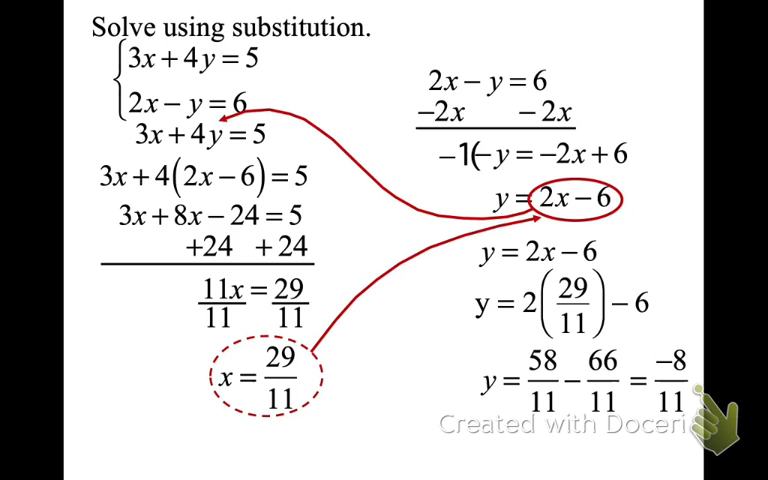 Solve using substitution.
3x + 4y = 5
2x − y = 6
3x + 4y = 5
3x + 4(2x − 6) = 5
3x + 8x − 24 = 5
+24 +24
11x = 29
11 11
x = 29/11
2x − y = 6
−2x − 2x
−1(−y = −2x + 6
y = 2x − 6
y = 2x − 6
y = 2(29/11) − 6
y = 58/11 − 66/11 = −8/11
Created with Doceri